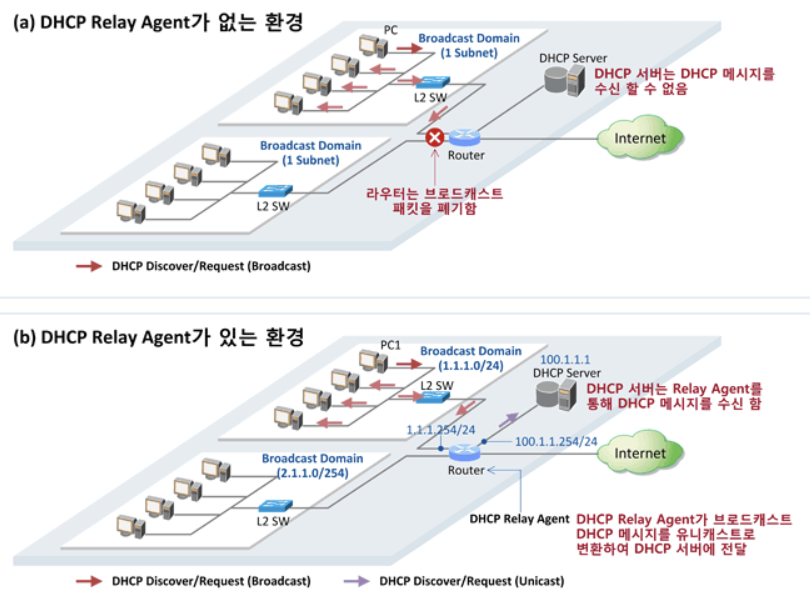 (a) DHCP Relay Agent가 없는 환경
PC
Broadcast Domain
(1 Subnet)
L2 SW
DHCP Server
DHCP 서버는 DHCP 메시지를
수신 할 수 없음
Broadcast Domain
(1 Subnet)
L2 SW
Router
Internet
라우터는 브로드캐스트
패킷을 폐기함
DHCP Discover/Request (Broadcast)
(b) DHCP Relay Agent가 있는 환경
PC1
Broadcast Domain
(1.1.1.0/24)
L2 SW
100.1.1.1
DHCP Server
DHCP 서버는 Relay Agent를
통해 DHCP 메시지를 수신 함
1.1.1.254/24
100.1.1.254/24
Broadcast Domain
(2.1.1.0/254)
L2 SW
Router
Internet
DHCP Relay Agent
DHCP Relay Agent가 브로드캐스트
DHCP 메시지를 유니캐스트로
변환하여 DHCP 서버에 전달
DHCP Discover/Request (Broadcast)
DHCP Discover/Request (Unicast)